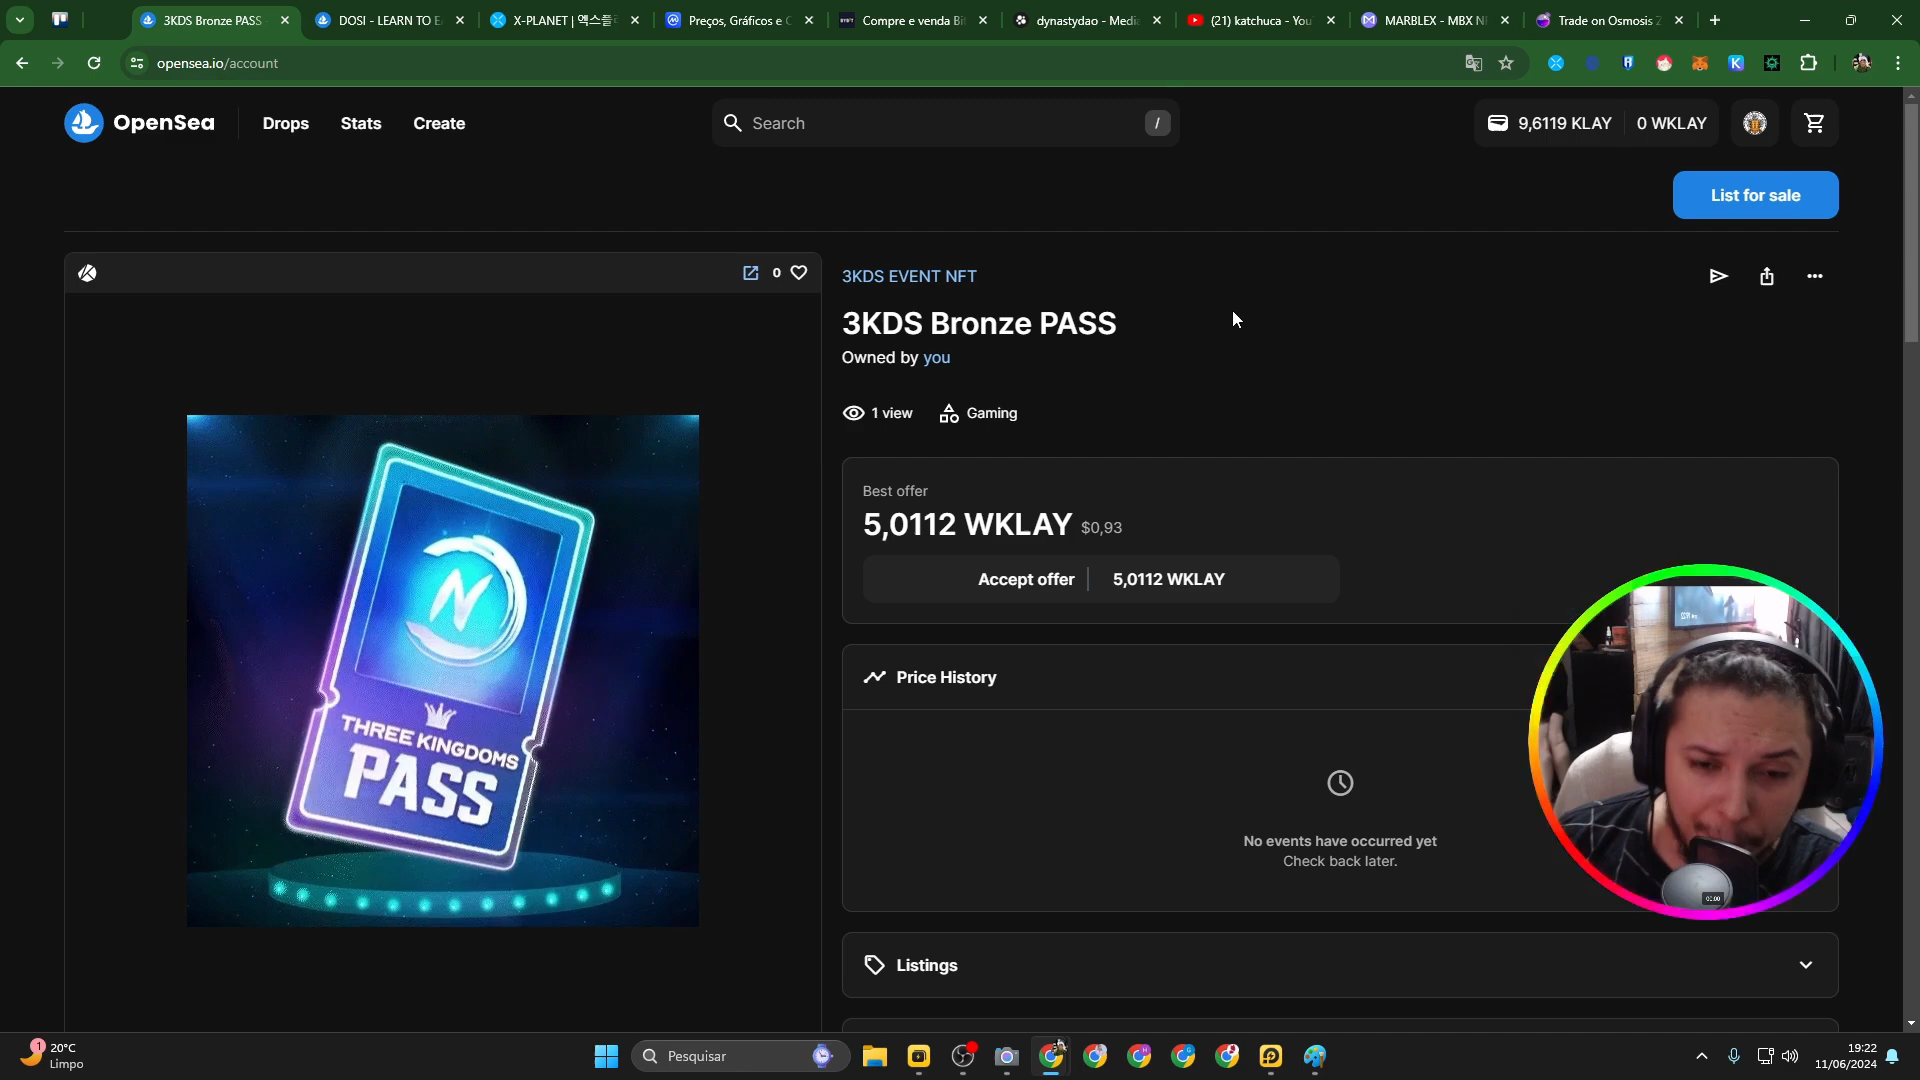 3KDS Bronze PASS
DOSI - LEARN TO E
X-PLANET | 엑스플
Preços, Gráficos e C
Compre e venda Bi
dynastydao - Medi
(21) katchuca - You
MARBLEX - MBX N
Trade on Osmosis Z
opensea.io/account
OpenSea
Drops
Stats
Create
Search
/
9,6119 KLAY
0 WKLAY
List for sale
0
3KDS EVENT NFT
3KDS Bronze PASS
Owned by you
1 view
Gaming
Best offer
5,0112 WKLAY $0,93
Accept offer
5,0112 WKLAY
Price History
No events have occurred yet
Check back later.
Listings
THREE KINGDOMS
PASS
00:00
1
20°C
Limpo
Pesquisar
19:22
11/06/2024